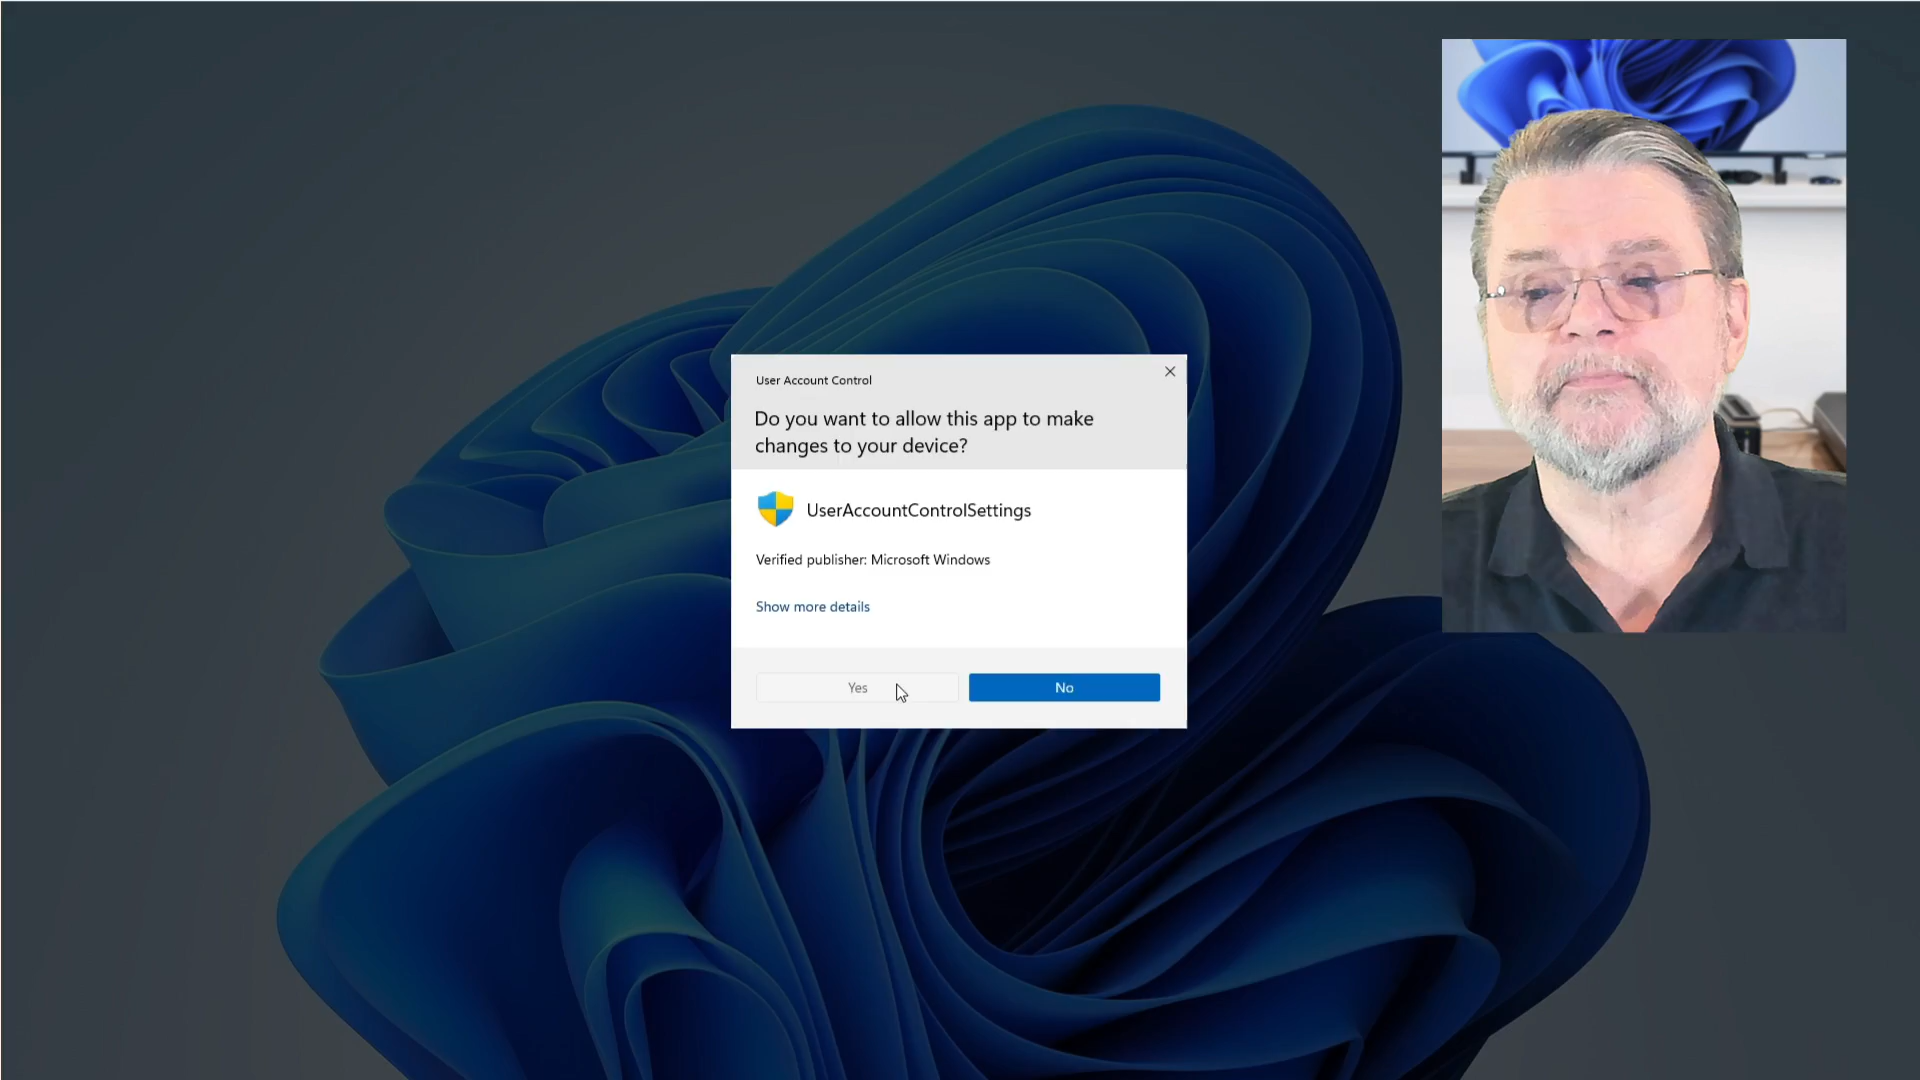 User Account Control
Do you want to allow this app to make
changes to your device?
UserAccountControlSettings
Verified publisher: Microsoft Windows
Show more details
Yes
No